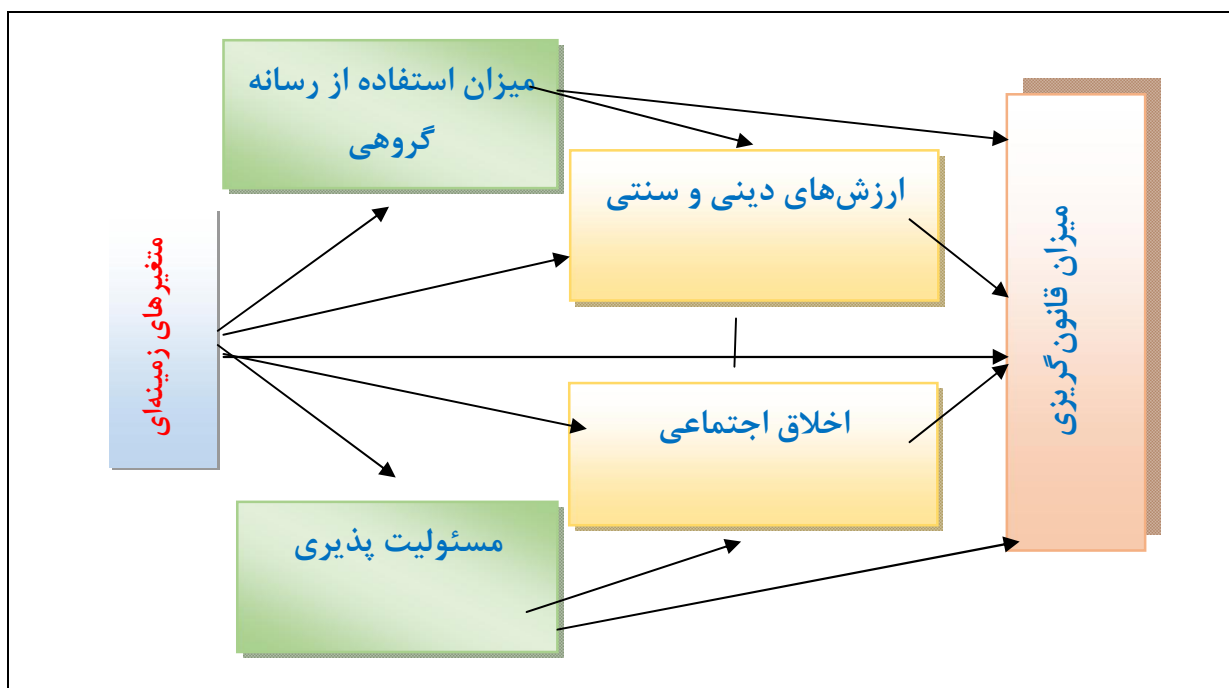 میزان استفاده از رسانه
گروهی
ارزش‌های دینی و سنتی
میزان قانون‌گریزی
متغیرهای زمینه‌ای
اخلاق اجتماعی
مسئولیت پذیری